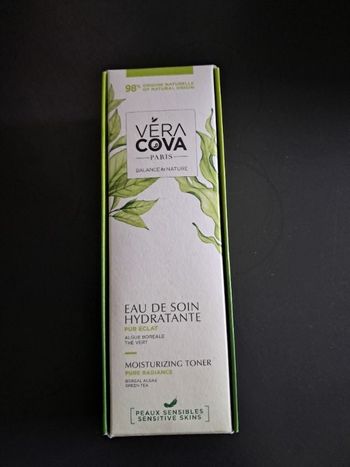 98% ORIGINE NATURELLE
OF NATURAL ORIGIN
VERA
COVA
PARIS
BALANCE by NATURE
EAU DE SOIN
HYDRATANTE
PUR ÉCLAT
ALGUE BORÉALE
THÉ VERT
MOISTURIZING TONER
PURE RADIANCE
BOREAL ALGAE
GREEN TEA
PEAUX SENSIBLES
SENSITIVE SKINS